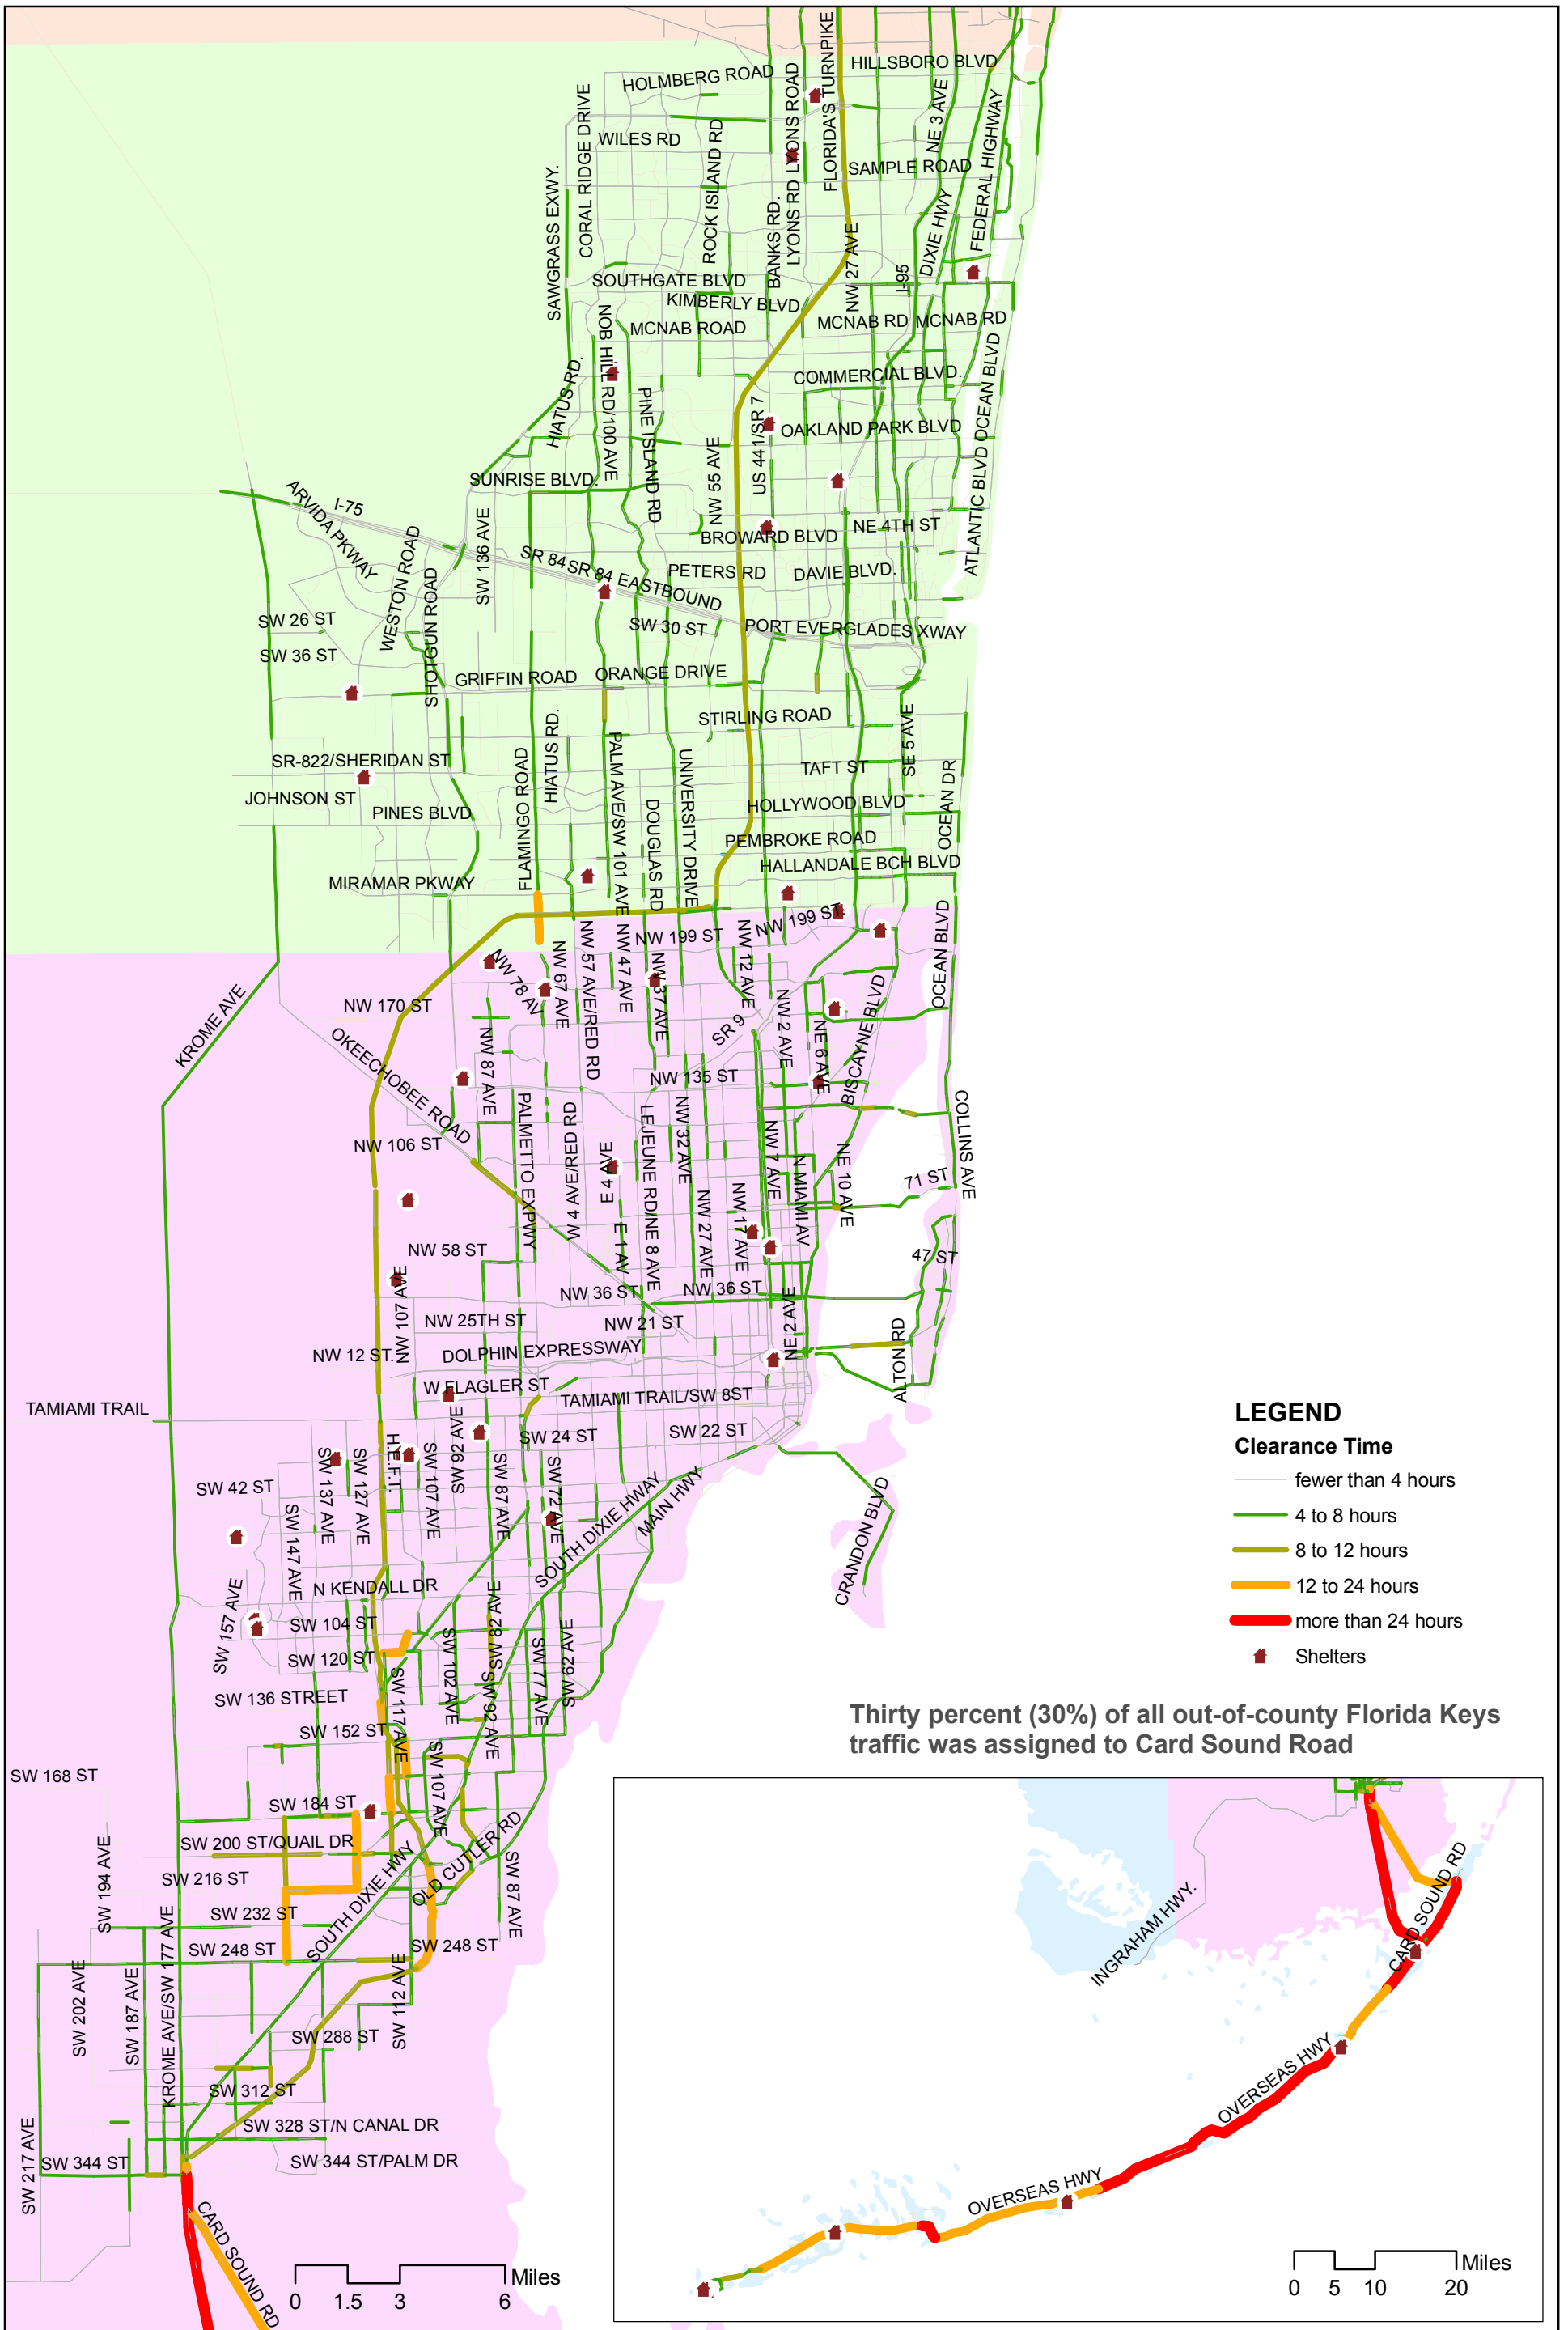 HOLMBERG ROAD
HILLSBORO BLVD
FLORIDA'S TURNPIKE
LYONS ROAD
NE 3 AVE
CORAL RIDGE DRIVE
WILES RD
ROCK ISLAND RD
FEDERAL HIGHWAY
SAMPLE ROAD
SAWGRASS EXWY.
BANKS RD.
LYONS RD
DIXIE HWY
NW 27 AVE
I-95
SOUTHGATE BLVD
KIMBERLY BLVD
MCNAB ROAD
MCNAB RD
MCNAB RD
NOB HILL RD/100 AVE
HIATUS RD.
COMMERCIAL BLVD.
PINE ISLAND RD
US 441/SR 7
OAKLAND PARK BLVD
ATLANTIC BLVD OCEAN BLVD
NW 55 AVE
SUNRISE BLVD.
ARVIDA PKWAY
I-75
SW 136 AVE
BROWARD BLVD
NE 4TH ST
WESTON ROAD
SR 84
SR 84 EASTBOUND
PETERS RD
DAVIE BLVD.
SHOTGUN ROAD
SW 26 ST
SW 30 ST
PORT EVERGLADES XWAY
SW 36 ST
GRIFFIN ROAD
ORANGE DRIVE
STIRLING ROAD
SE 5 AVE
HIATUS RD.
PALM AVE/SW 101 AVE
UNIVERSITY DRIVE
SR-822/SHERIDAN ST
TAFT ST
FLAMINGO ROAD
OCEAN DR
JOHNSON ST
PINES BLVD
DOUGLAS RD
HOLLYWOOD BLVD
PEMBROKE ROAD
HALLANDALE BCH BLVD
MIRAMAR PKWAY
NW 199 ST
NW 199 ST
OCEAN BLVD
NW 78 AV
NW 67 AVE
NW 57 AVE/RED RD
NW 47 AVE
NW 37 AVE
NW 12 AVE
NW 170 ST
KROME AVE
OKEECHOBEE ROAD
NW 87 AVE
SR 9
NW 2 AVE
NE 6 AVE
BISCAYNE BLVD
NW 135 ST
COLLINS AVE
NW 106 ST
PALMETTO EXPWY
W 4 AVE/RED RD
E 4 AVE
LEJEUNE RD/NE 8 AVE
NW 32 AVE
NW 7 AVE
N MIAMI AV
NE 10 AVE
71 ST
E 1 AV
NW 27 AVE
NW 17 AVE
NW 58 ST
47 ST
NW 107 AVE
NW 36 ST
NW 36 ST
NW 25TH ST
NW 21 ST
NE 2 AVE
NW 12 ST.
DOLPHIN EXPRESSWAY
ALTON RD
W FLAGLER ST
TAMIAMI TRAIL/SW 8ST
TAMIAMI TRAIL
SW 92 AVE
SW 24 ST
SW 22 ST
H.E.F.T.
SW 137 AVE
SW 127 AVE
SW 107 AVE
SW 87 AVE
SW 72 AVE
SW 42 ST
SOUTH DIXIE HWAY
MAIN HWY
SW 147 AVE
CRANDON BLVD
N KENDALL DR
SW 157 AVE
SW 104 ST
SW 82 AVE
SW 120 ST
SW 102 AVE
SW 77 AVE
SW 62 AVE
SW 136 STREET
SW 117 AVE
SW 92 AVE
SW 152 ST
SW 168 ST
SW 107 AVE
SW 184 ST
SW 200 ST/QUAIL DR
OLD CUTLER RD
SW 194 AVE
SW 216 ST
SW 87 AVE
SOUTH DIXIE HWY
SW 232 ST
SW 248 ST
SW 248 ST
KROME AVE/SW 177 AVE
SW 202 AVE
SW 187 AVE
SW 112 AVE
SW 288 ST
SW 312 ST
SW 328 ST/N CANAL DR
SW 217 AVE
SW 344 ST
SW 344 ST/PALM DR
CARD SOUND RD
Miles
0 1.5 3 6
LEGEND
Clearance Time
fewer than 4 hours
4 to 8 hours
8 to 12 hours
12 to 24 hours
more than 24 hours
Shelters
Thirty percent (30%) of all out-of-county Florida Keys
traffic was assigned to Card Sound Road
INGRAHAM HWY.
CARD SOUND RD
OVERSEAS HWY
OVERSEAS HWY
Miles
0 5 10 20